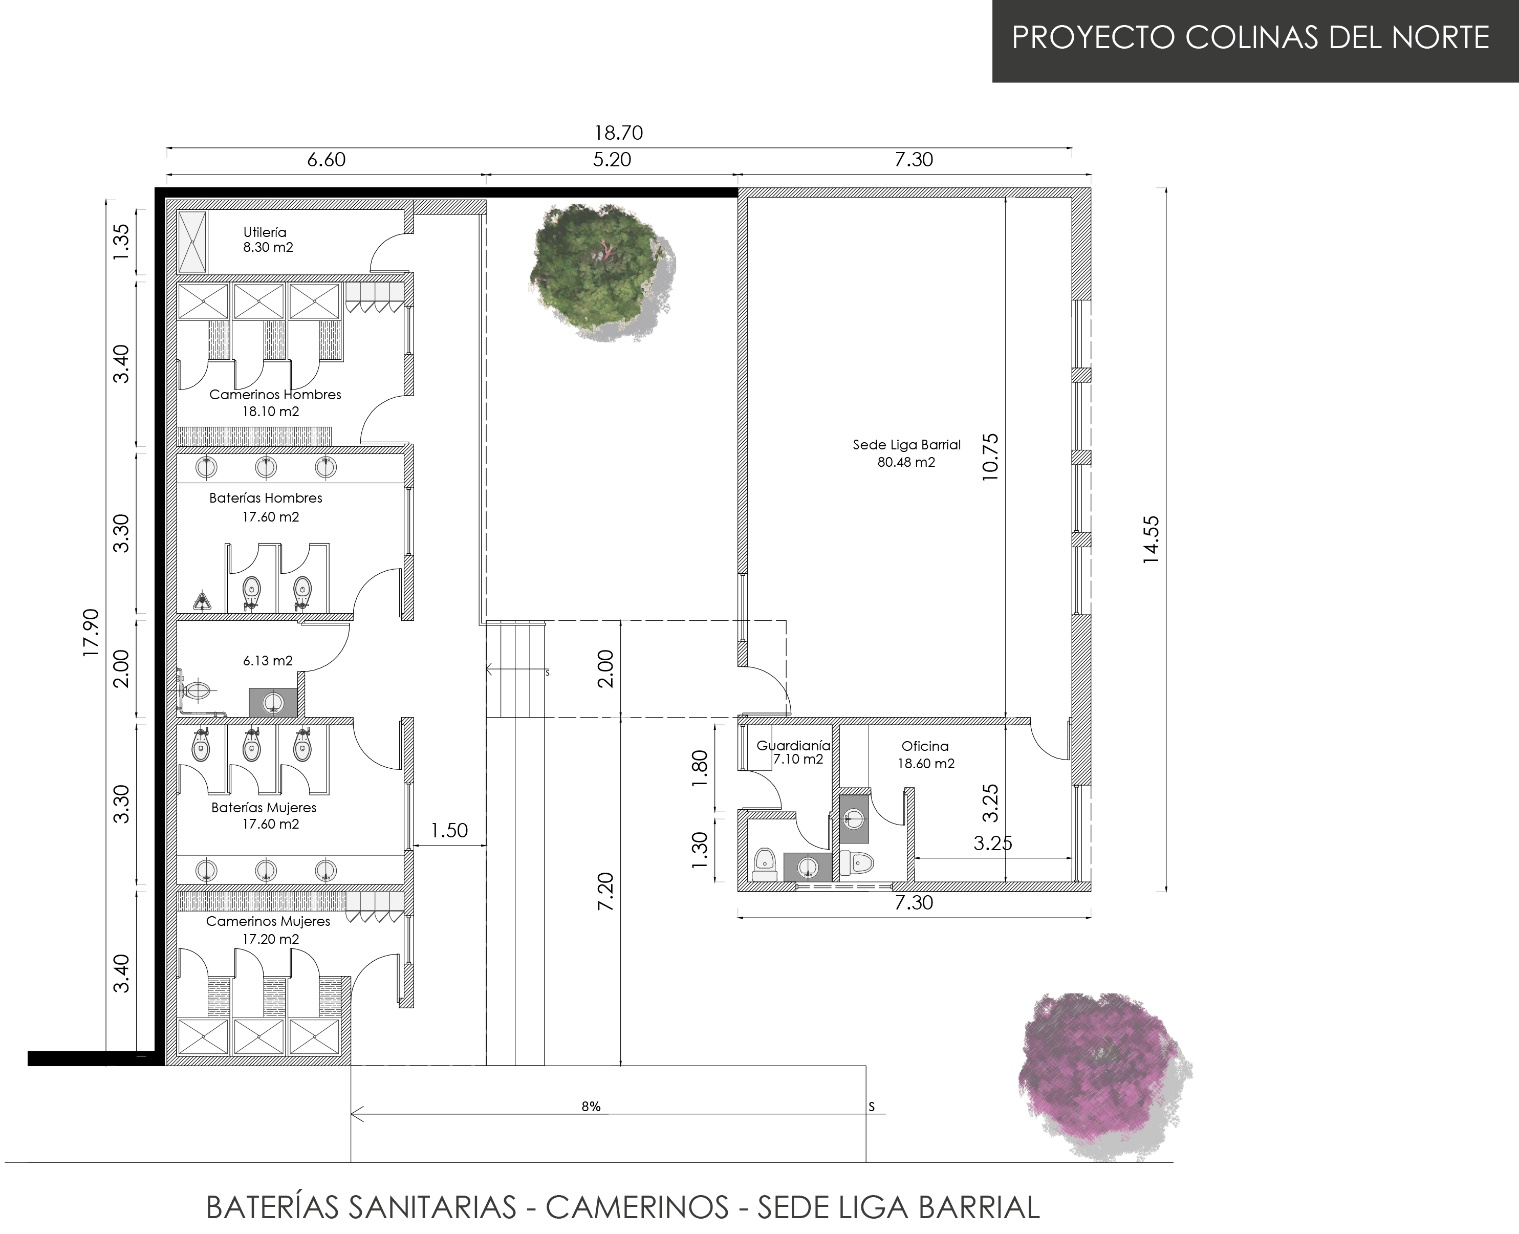 PROYECTO COLINAS DEL NORTE
18.70
6.60
5.20
7.30
1.35
Utilería
8.30 m2
3.40
Camerinos Hombres
18.10 m2
Sede Liga Barrial
80.48 m2
10.75
3.30
Baterías Hombres
17.60 m2
14.55
17.90
2.00
6.13 m2
2.00
S
Guardianía
7.10 m2
Oficina
18.60 m2
1.80
3.30
Baterías Mujeres
17.60 m2
1.50
3.25
3.25
1.30
7.20
7.30
Camerinos Mujeres
17.20 m2
3.40
8%
S
BATERÍAS SANITARIAS - CAMERINOS - SEDE LIGA BARRIAL